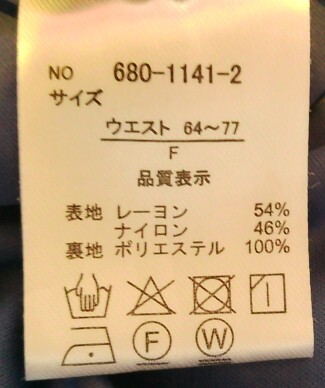 NO 680-1141-2
サイズ
ウエスト 64～77
F
品質表示
表地 レーヨン 54%
ナイロン 46%
裏地 ポリエステル 100%
F W